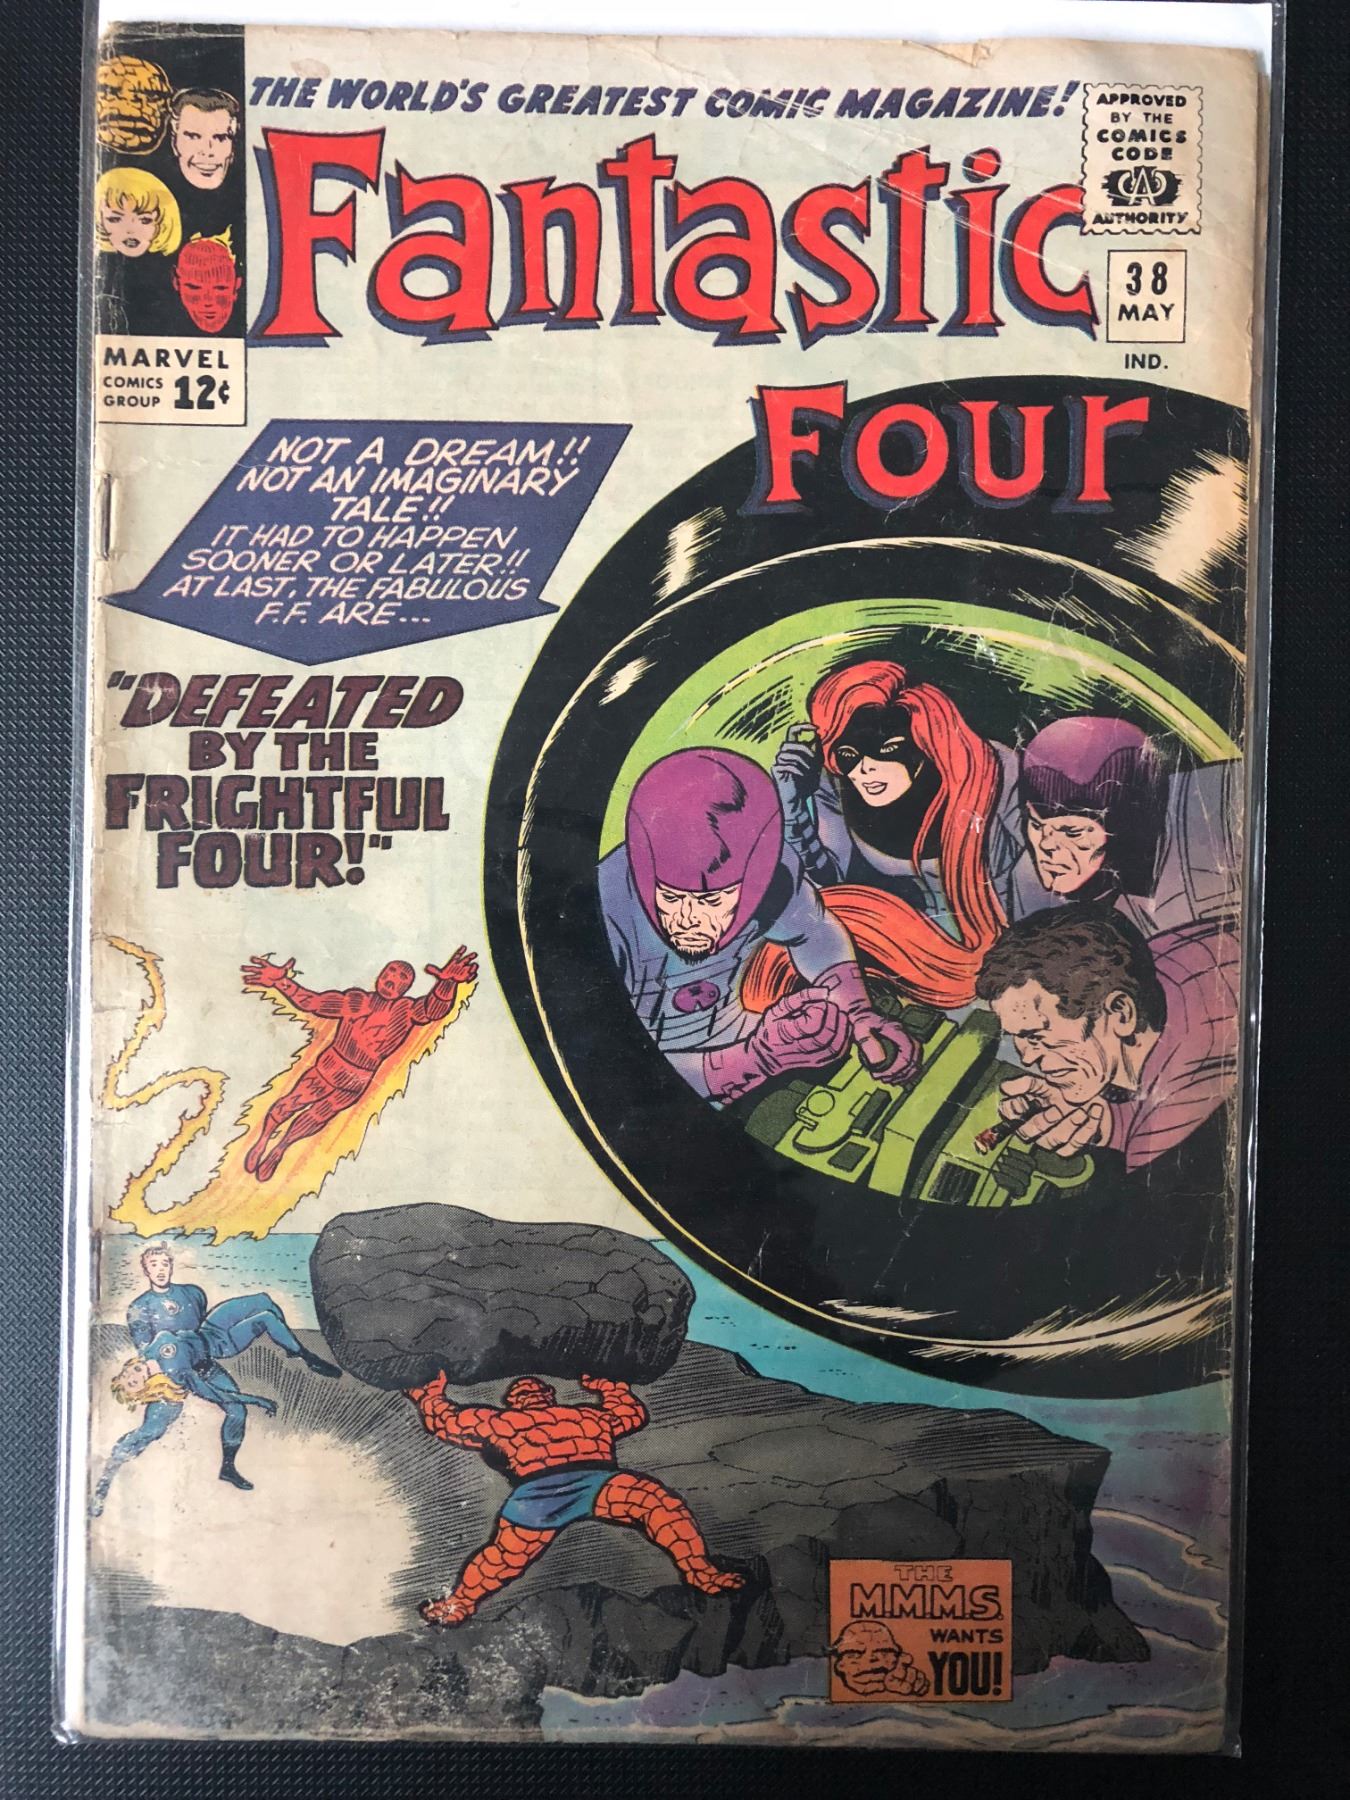 THE WORLD'S GREATEST COMIC MAGAZINE!
APPROVED
BY THE
COMICS
CODE
CA
AUTHORITY
Fantastic
Four
38
MAY
IND.
MARVEL
COMICS
GROUP 12¢
NOT A DREAM!!
NOT AN IMAGINARY
TALE!!
IT HAD TO HAPPEN
SOONER OR LATER!!
AT LAST, THE FABULOUS
F.F. ARE...
"DEFEATED
BY THE
FRIGHTFUL
FOUR!"
THE
M.M.M.S.
WANTS
YOU!